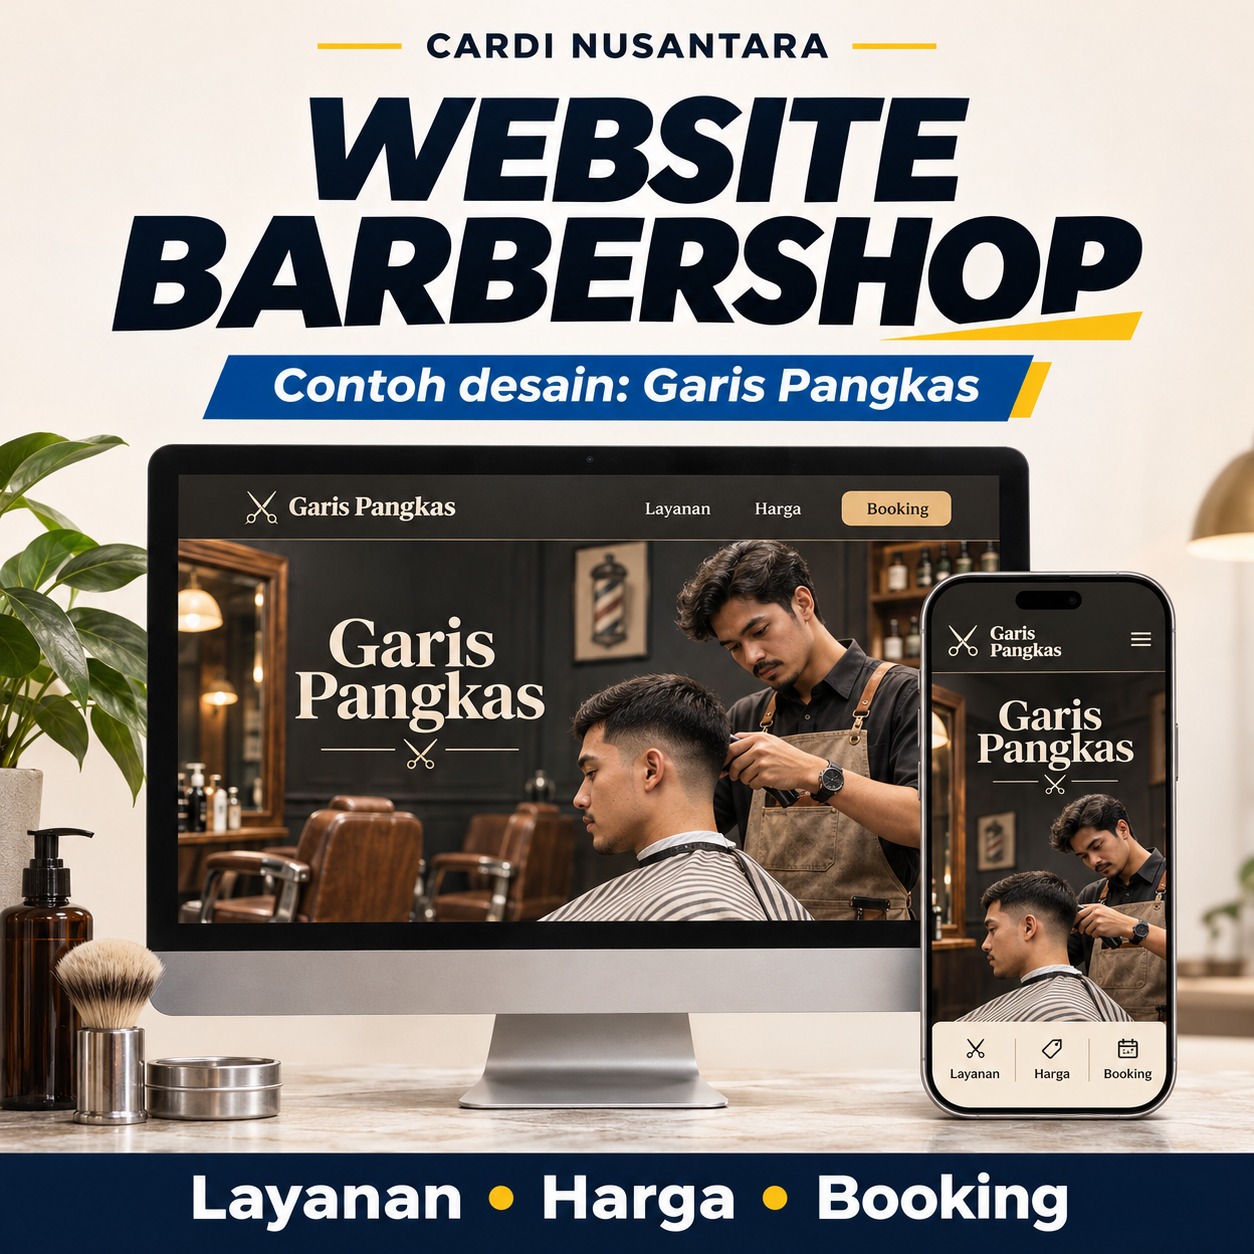 CARDI NUSANTARA
WEBSITE
BARBERSHOP
Contoh desain: Garis Pangkas
Garis Pangkas
Layanan
Harga
Booking
Garis
Pangkas
Garis
Pangkas
Garis
Pangkas
Layanan
Harga
Booking
Layanan • Harga • Booking